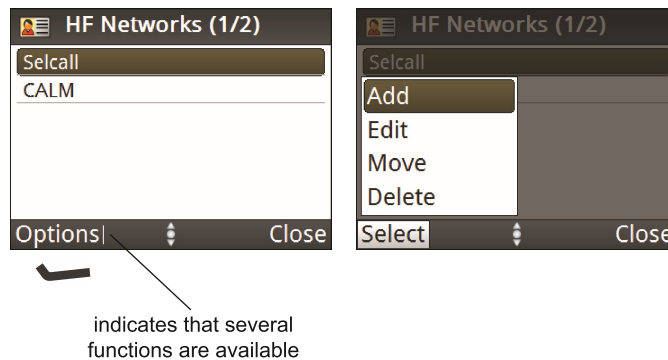 HF Networks (1/2)
Selcall
CALM
Options
Close
indicates that several
functions are available
HF Networks (1/2)
Selcall
Add
Edit
Move
Delete
Select
Close